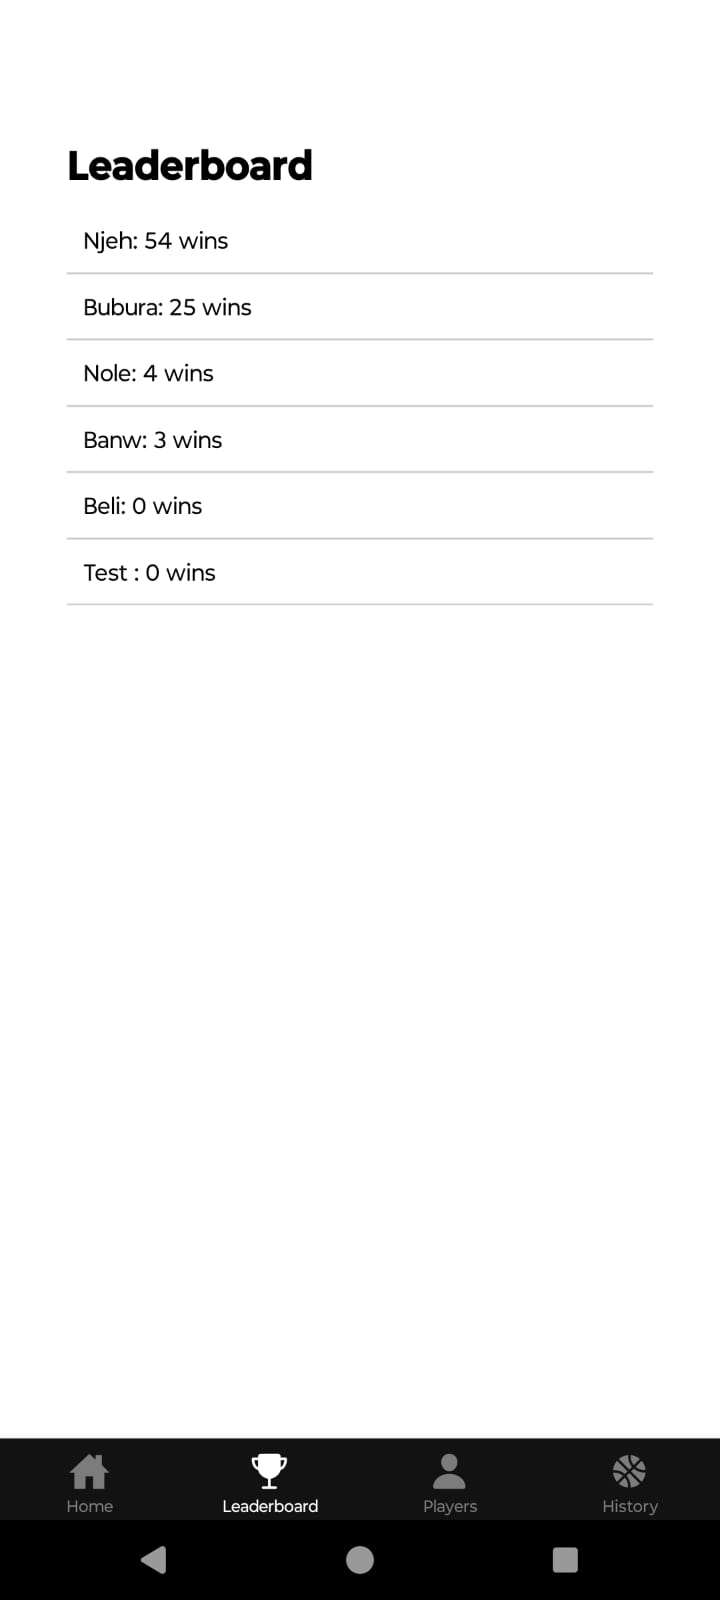 Leaderboard
Njeh: 54 wins
Bubura: 25 wins
Nole: 4 wins
Banw: 3 wins
Beli: 0 wins
Test : 0 wins
Home Leaderboard Players History